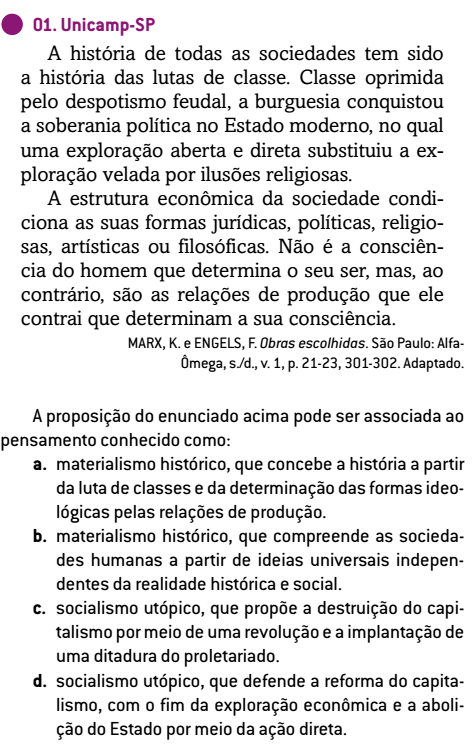 01. Unicamp-SP
A história de todas as sociedades tem sido
a história das lutas de classe. Classe oprimida
pelo despotismo feudal, a burguesia conquistou
a soberania política no Estado moderno, no qual
uma exploração aberta e direta substituiu a ex-
ploração velada por ilusões religiosas.
A estrutura econômica da sociedade condi-
ciona as suas formas jurídicas, políticas, religio-
sas, artísticas ou filosóficas. Não é a consciên-
cia do homem que determina o seu ser, mas, ao
contrário, são as relações de produção que ele
contrai que determinam a sua consciência.
MARX, K. e ENGELS, F. Obras escolhidas. São Paulo: Alfa-
Ômega, s./d., v. 1, p. 21-23, 301-302. Adaptado.
A proposição do enunciado acima pode ser associada ao
pensamento conhecido como:
a. materialismo histórico, que concebe a história a partir
da luta de classes e da determinação das formas ideo-
lógicas pelas relações de produção.
b. materialismo histórico, que compreende as socieda-
des humanas a partir de ideias universais indepen-
dentes da realidade histórica e social.
c. socialismo utópico, que propõe a destruição do capi-
talismo por meio de uma revolução e a implantação de
uma ditadura do proletariado.
d. socialismo utópico, que defende a reforma do capita-
lismo, com o fim da exploração econômica e a aboli-
ção do Estado por meio da ação direta.